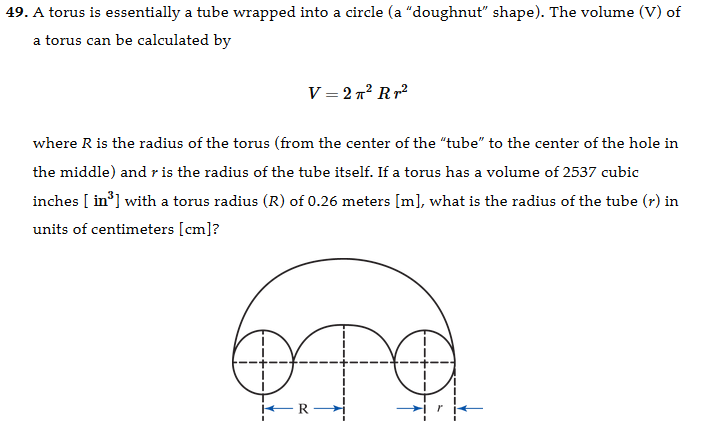 49. A torus is essentially a tube wrapped into a circle (a “doughnut” shape). The volume (V) of
a torus can be calculated by
V = 2 π² R r²
where R is the radius of the torus (from the center of the “tube” to the center of the hole in
the middle) and r is the radius of the tube itself. If a torus has a volume of 2537 cubic
inches [ in³] with a torus radius (R) of 0.26 meters [m], what is the radius of the tube (r) in
units of centimeters [cm]?
R r